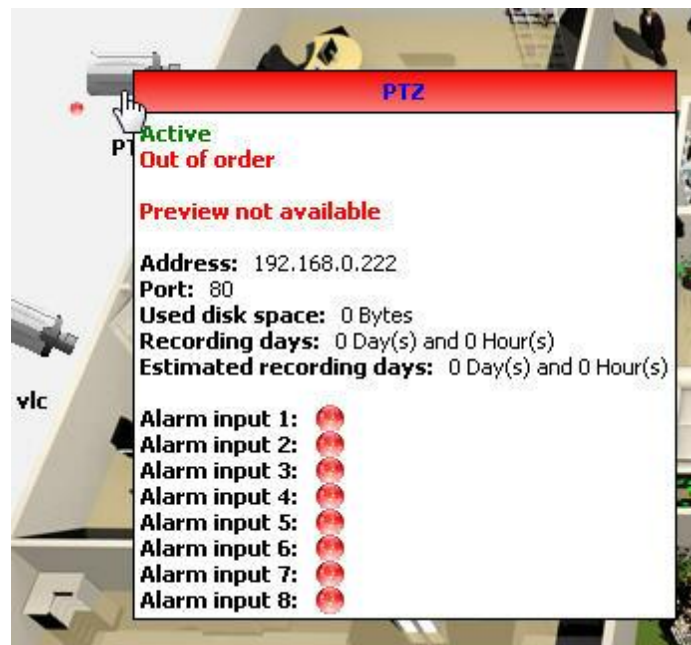 PTZ
Active
Out of order
Preview not available
Address: 192.168.0.222
Port: 80
Used disk space: 0 Bytes
Recording days: 0 Day(s) and 0 Hour(s)
Estimated recording days: 0 Day(s) and 0 Hour(s)
Alarm input 1:
Alarm input 2:
Alarm input 3:
Alarm input 4:
Alarm input 5:
Alarm input 6:
Alarm input 7:
Alarm input 8:
vlc